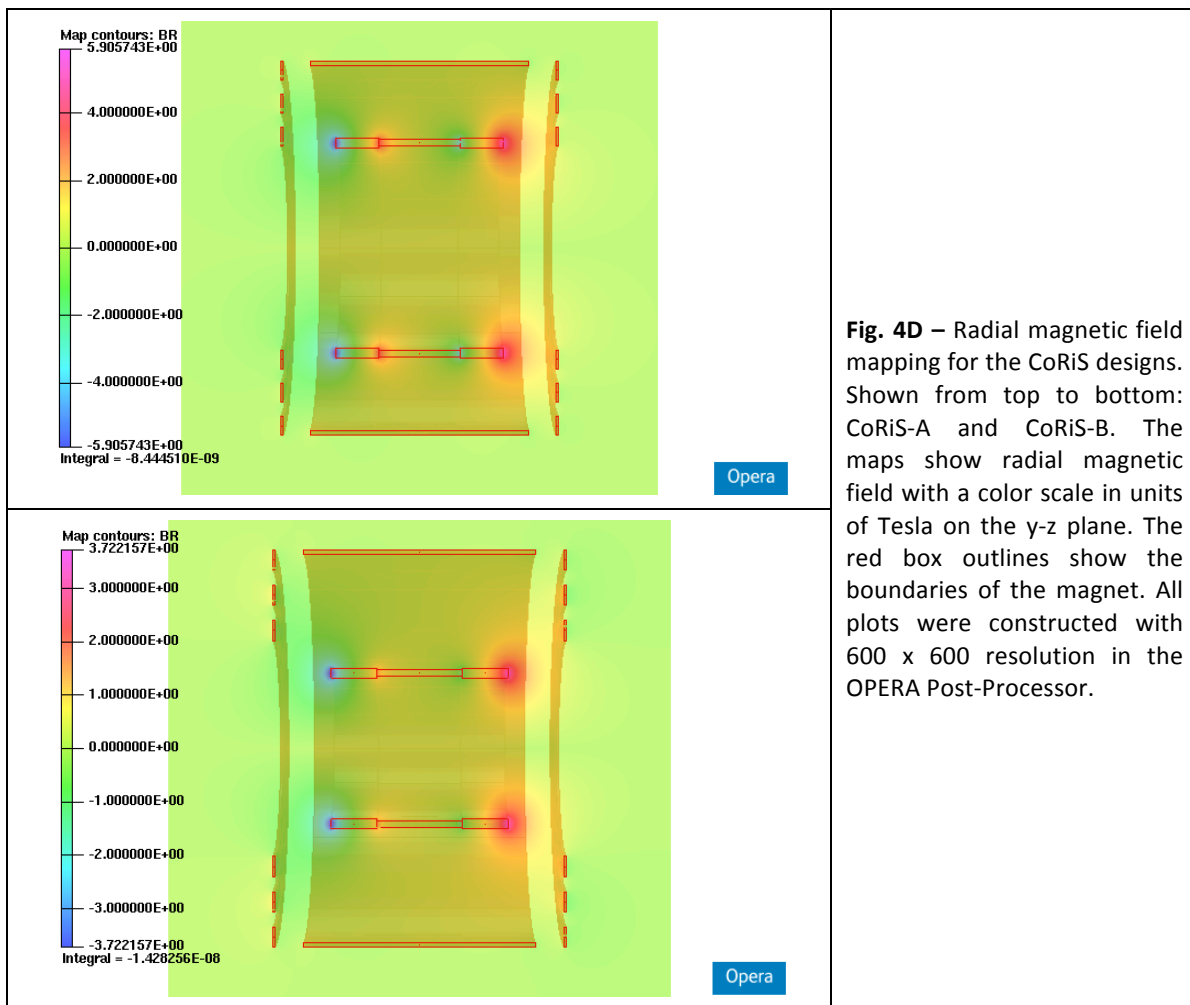 Map contours: BR
5.905743E+00
4.000000E+00
2.000000E+00
0.000000E+00
-2.000000E+00
-4.000000E+00
-5.905743E+00
Integral = -8.444510E-09
Opera
Map contours: BR
3.722157E+00
3.000000E+00
2.000000E+00
1.000000E+00
0.000000E+00
-1.000000E+00
-2.000000E+00
-3.000000E+00
-3.722157E+00
Integral = -1.428256E-08
Opera
Fig. 4D – Radial magnetic field
mapping for the CoRiS designs.
Shown from top to bottom:
CoRiS-A and CoRiS-B. The
maps show radial magnetic
field with a color scale in units
of Tesla on the y-z plane. The
red box outlines show the
boundaries of the magnet. All
plots were constructed with
600 x 600 resolution in the
OPERA Post-Processor.